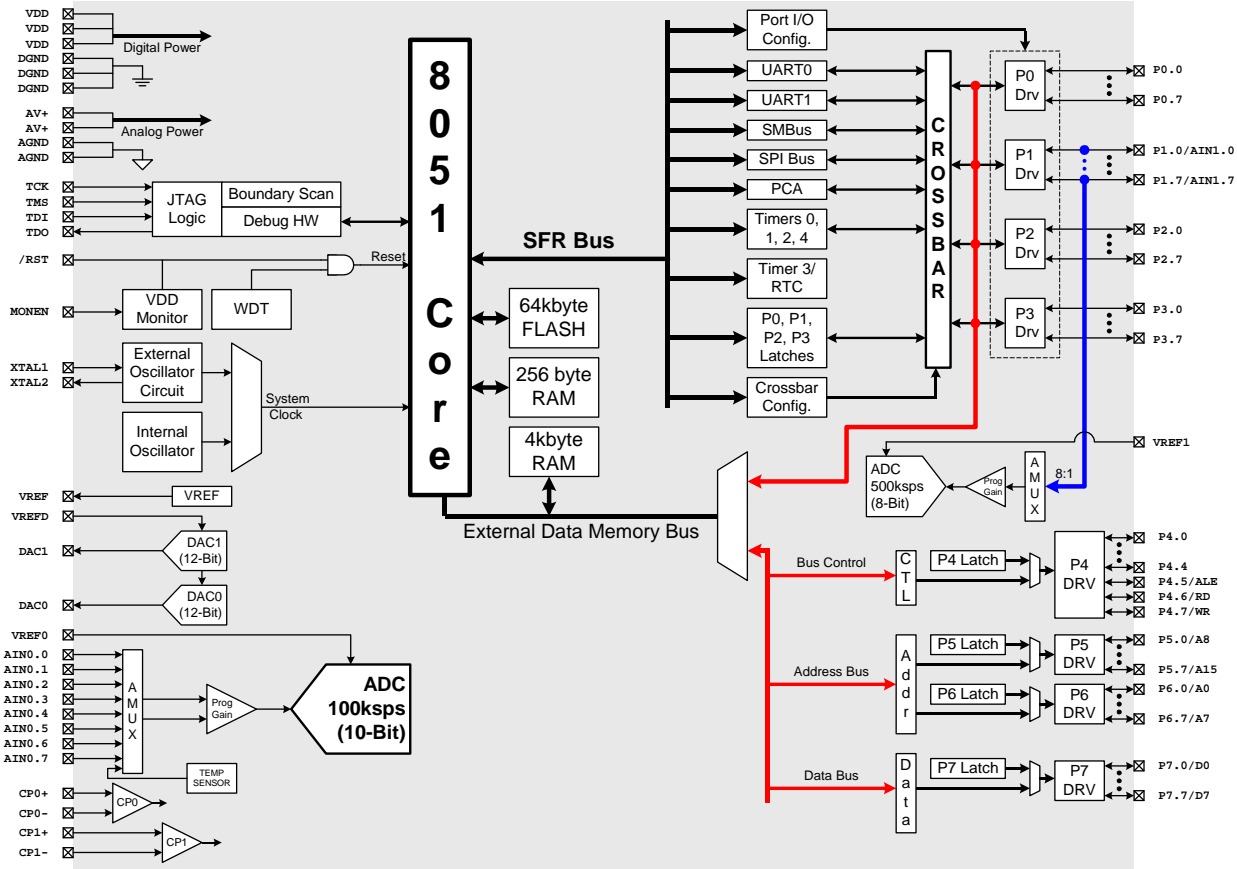 VDD
VDD
VDD
DGND
DGND
DGND
Digital Power
AV+
AV+
AGND
AGND
Analog Power
TCK
TMS
TDI
TDO
JTAG
Logic
Boundary Scan
Debug HW
/RST
MONEN
VDD
Monitor
WDT
Reset
XTAL1
XTAL2
External
Oscillator
Circuit
Internal
Oscillator
System
Clock
VREF
VREF
VREFD
DAC1
DAC1
(12-Bit)
DAC0
DAC0
(12-Bit)
VREF0
AIN0.0
AIN0.1
AIN0.2
AIN0.3
AIN0.4
AIN0.5
AIN0.6
AIN0.7
AMUX
Prog
Gain
ADC
100ksps
(10-Bit)
TEMP
SENSOR
CP0+
CP0-
CP0
CP1+
CP1-
CP1
8051 Core
SFR Bus
64kbyte
FLASH
256 byte
RAM
4kbyte
RAM
External Data Memory Bus
Port I/O
Config.
UART0
UART1
SMBus
SPI Bus
PCA
Timers 0,
1, 2, 4
Timer 3/
RTC
P0, P1,
P2, P3
Latches
Crossbar
Config.
CROSSBAR
P0
Drv
P1
Drv
P2
Drv
P3
Drv
P0.0
P0.7
P1.0/AIN1.0
P1.7/AIN1.7
P2.0
P2.7
P3.0
P3.7
VREF1
ADC
500ksps
(8-Bit)
Prog
Gain
AMUX
8:1
Bus Control
CTL
P4 Latch
P4
DRV
P4.0
P4.4
P4.5/ALE
P4.6/RD
P4.7/WR
Address Bus
Addr
P5 Latch
P5
DRV
P5.0/A8
P5.7/A15
P6 Latch
P6
DRV
P6.0/A0
P6.7/A7
Data Bus
Data
P7 Latch
P7
DRV
P7.0/D0
P7.7/D7